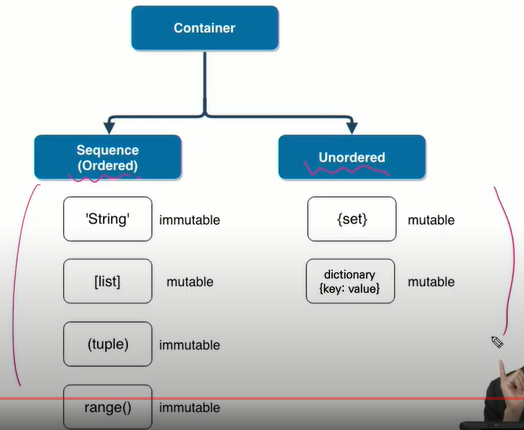 Container
Sequence
(Ordered)
Unordered
'String' immutable
{set} mutable
[list] mutable
dictionary
{key: value} mutable
(tuple) immutable
range() immutable